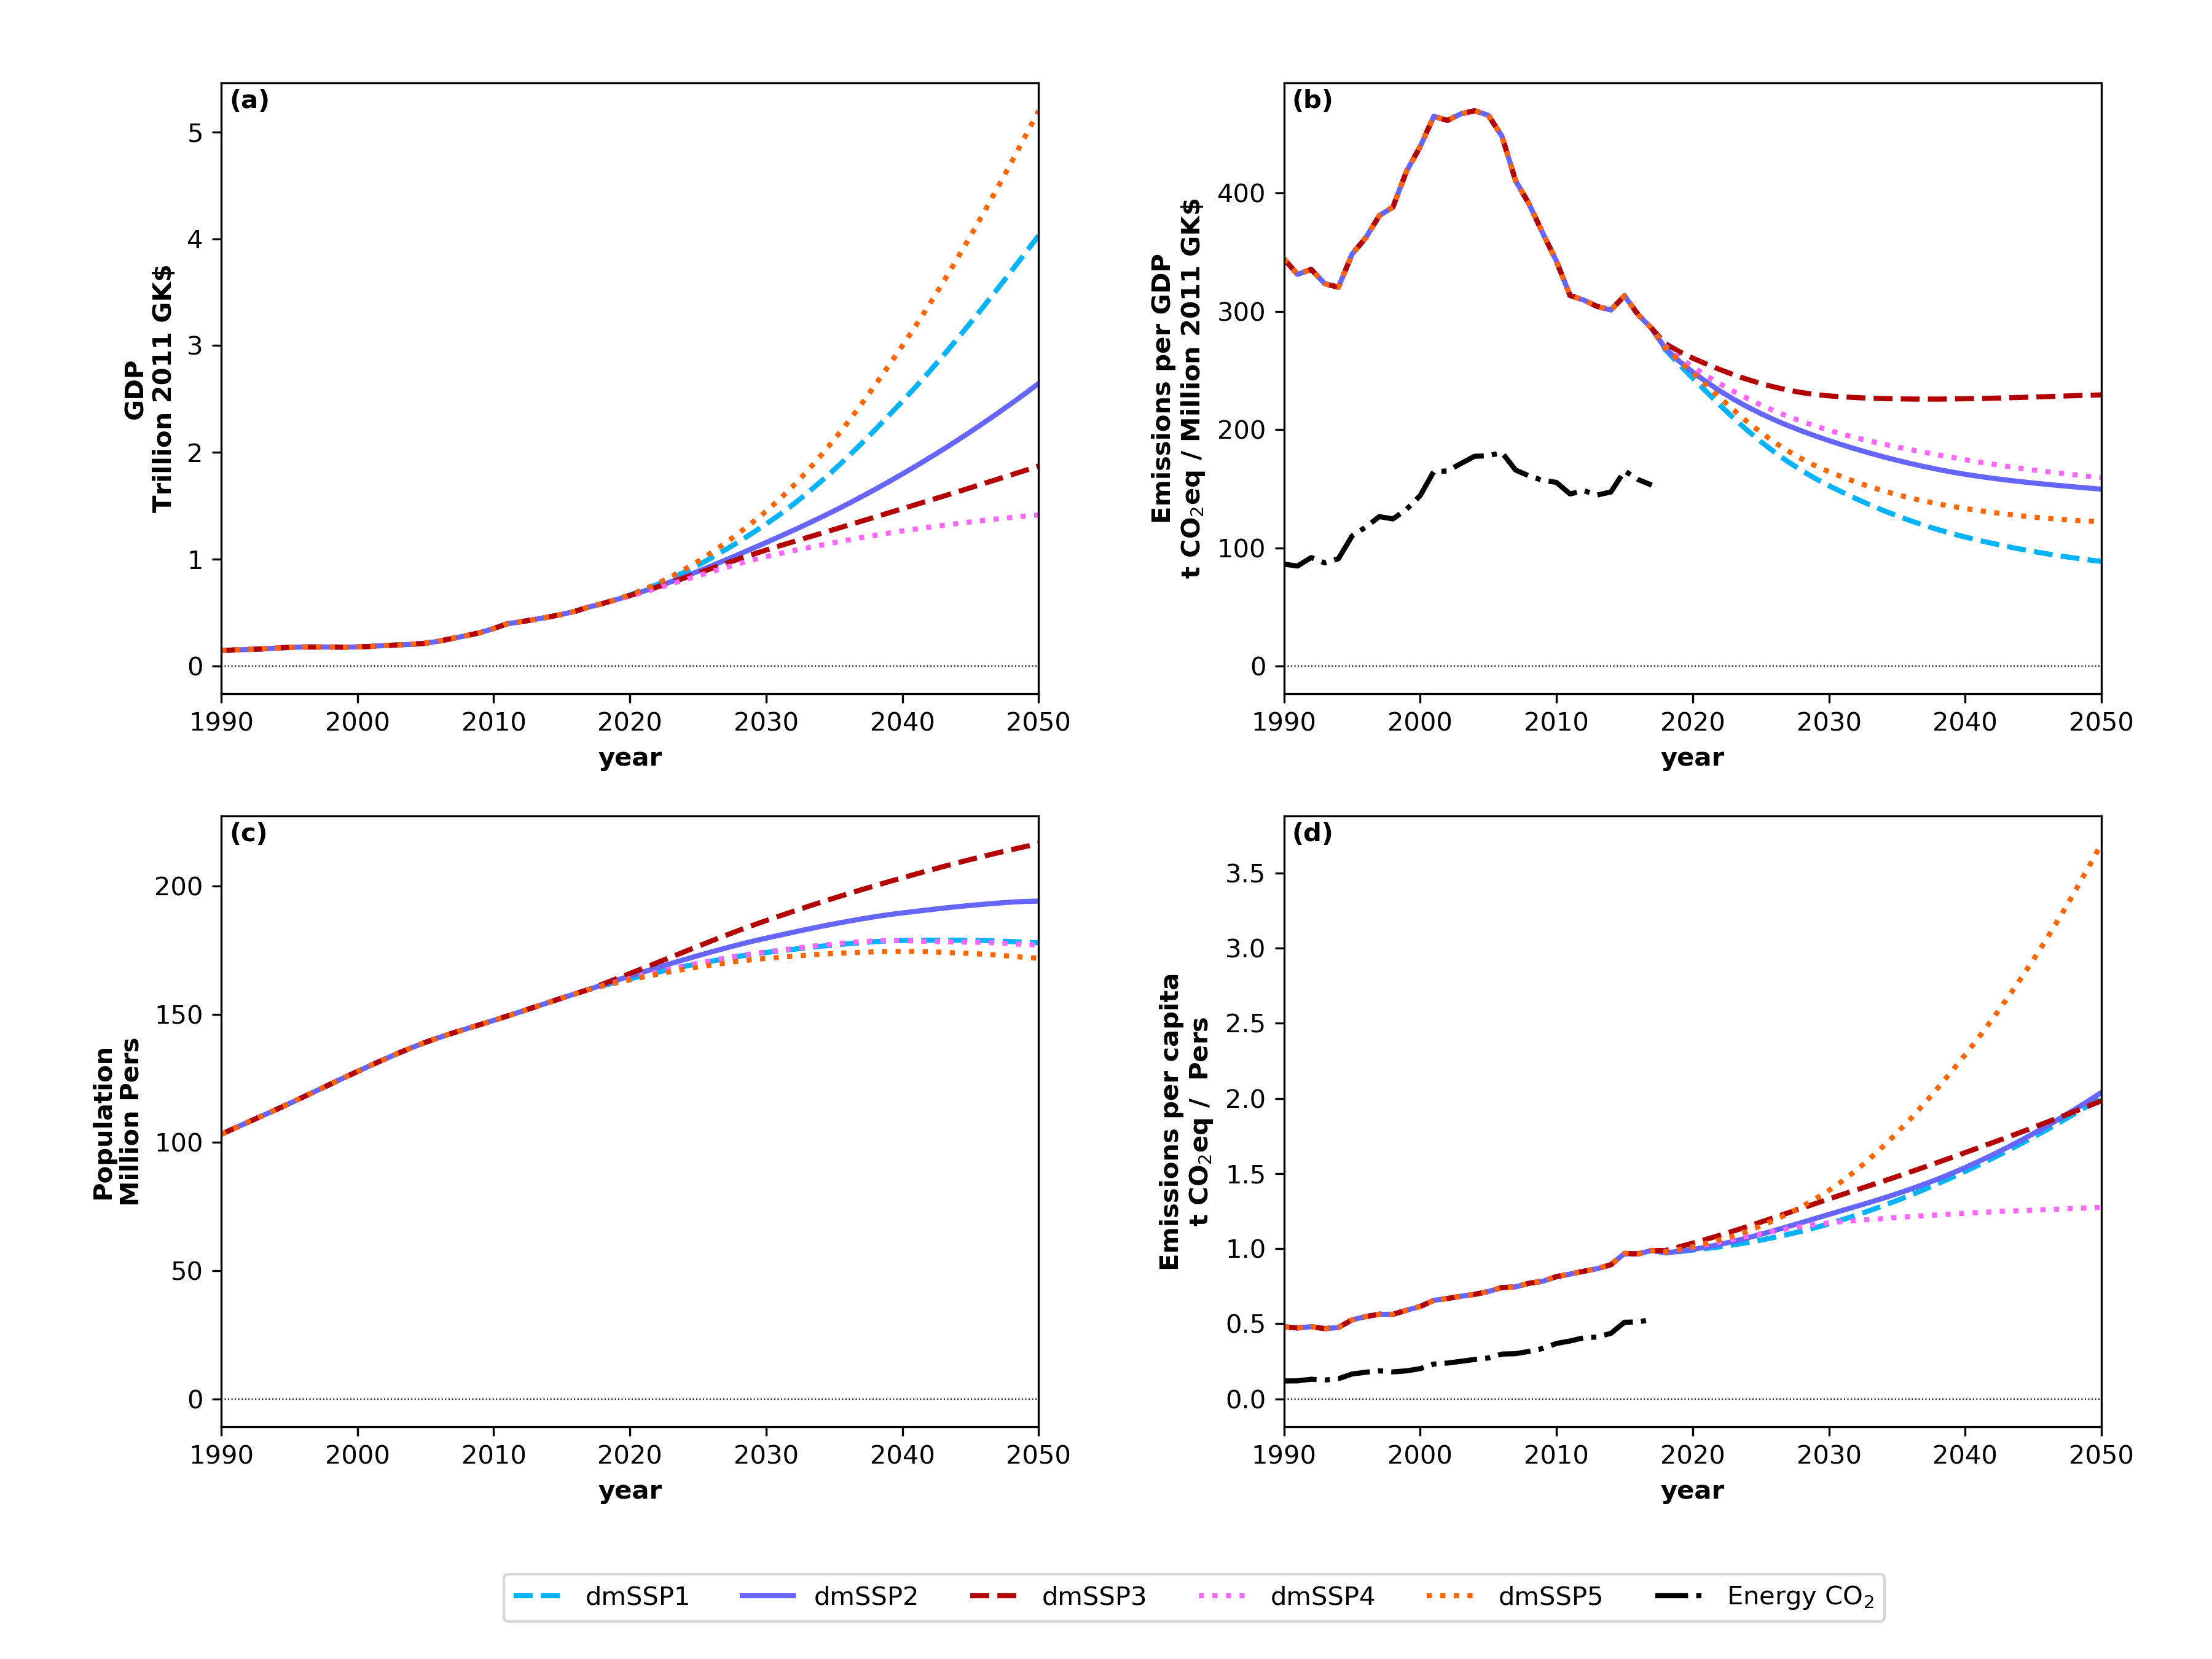 (a)
GDP
Trillion 2011 GK$
5
4
3
2
1
0
1990 2000 2010 2020 2030 2040 2050
year
(b)
Emissions per GDP
t CO₂eq / Million 2011 GK$
400
300
200
100
0
1990 2000 2010 2020 2030 2040 2050
year
(c)
Population
Million Pers
200
150
100
50
0
1990 2000 2010 2020 2030 2040 2050
year
(d)
Emissions per capita
t CO₂eq / Pers
3.5
3.0
2.5
2.0
1.5
1.0
0.5
0.0
1990 2000 2010 2020 2030 2040 2050
year
dmSSP1 dmSSP2 dmSSP3 dmSSP4 dmSSP5 Energy CO₂